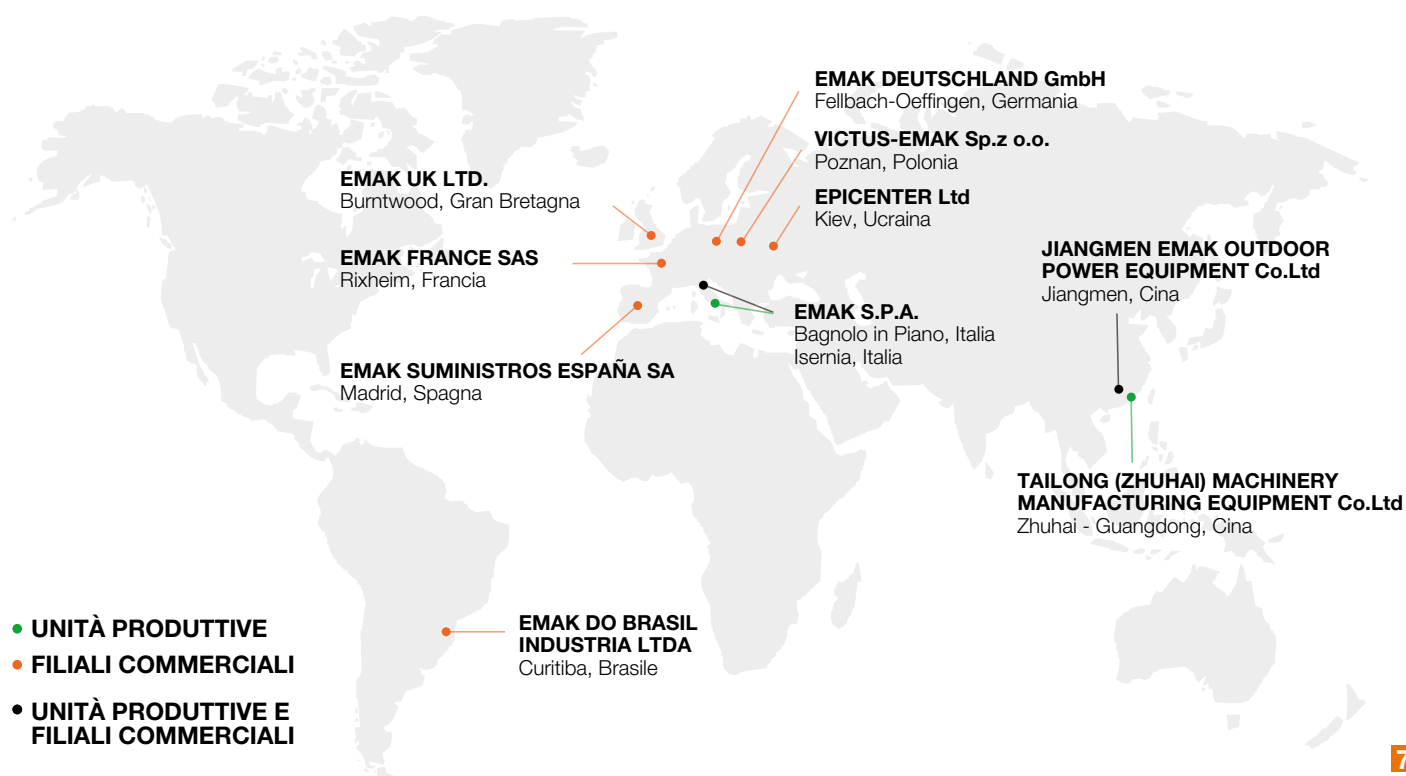 EMAK DEUTSCHLAND GmbH
Fellbach-Oeffingen, Germania
VICTUS-EMAK Sp.z o.o.
Poznan, Polonia
EPICENTER Ltd
Kiev, Ucraina
EMAK UK LTD.
Burntwood, Gran Bretagna
EMAK FRANCE SAS
Rixheim, Francia
EMAK SUMINISTROS ESPAÑA SA
Madrid, Spagna
EMAK S.P.A.
Bagnolo in Piano, Italia
Isernia, Italia
JIANGMEN EMAK OUTDOOR
POWER EQUIPMENT Co.Ltd
Jiangmen, Cina
TAILONG (ZHUHAI) MACHINERY
MANUFACTURING EQUIPMENT Co.Ltd
Zhuhai - Guangdong, Cina
EMAK DO BRASIL
INDUSTRIA LTDA
Curitiba, Brasile
UNITÀ PRODUTTIVE
FILIALI COMMERCIALI
UNITÀ PRODUTTIVE E
FILIALI COMMERCIALI
7